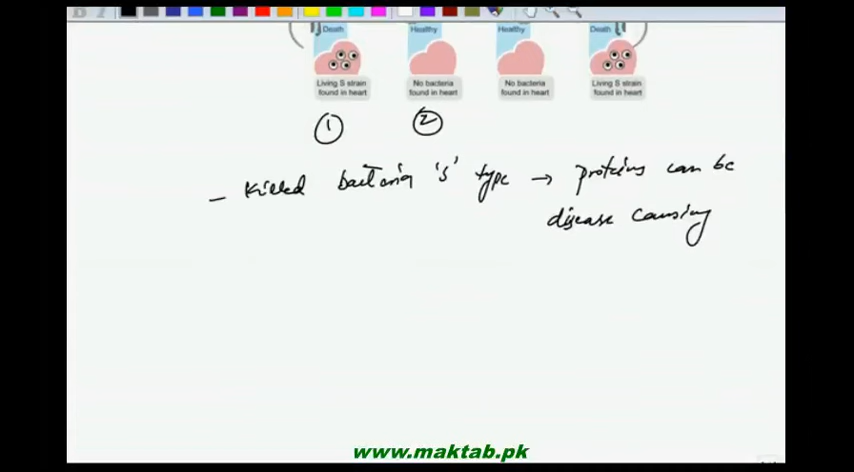 Death Healthy Healthy Death
Living S strain
found in heart
No bacteria
found in heart
No bacteria
found in heart
Living S strain
found in heart
1 2
- Killed bacteria 's' type → proteins can be
disease causing
www.maktab.pk